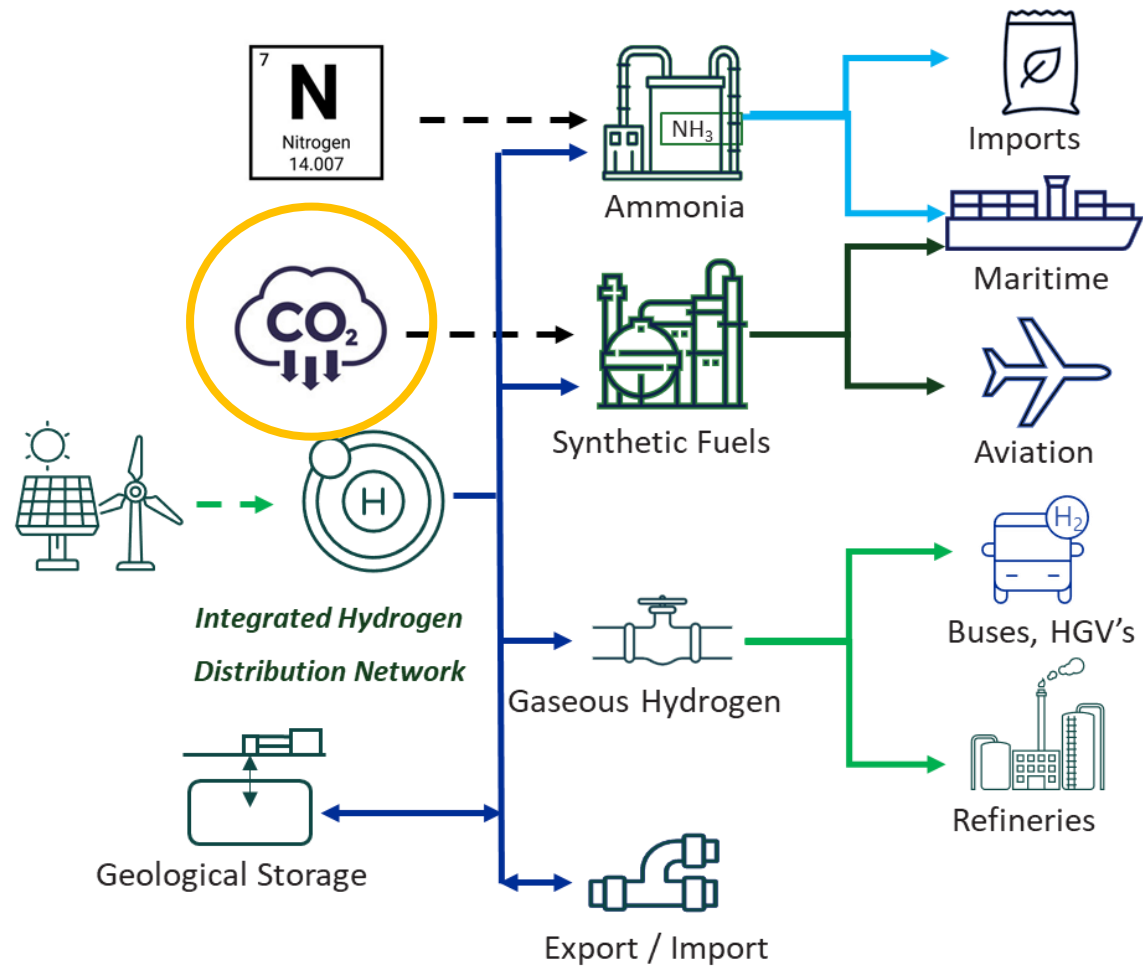 7
N
Nitrogen
14.007
NH₃
Ammonia
Imports
Maritime
CO₂
Synthetic Fuels
Aviation
H
Integrated Hydrogen
Distribution Network
H₂
Buses, HGV's
Gaseous Hydrogen
Refineries
Geological Storage
Export / Import